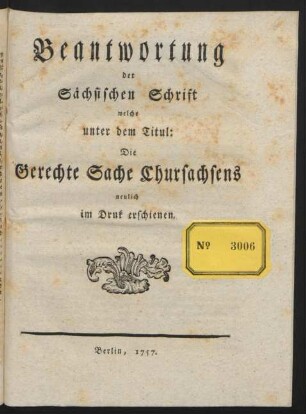 Beantwortung
der
Sächsischen Schrift
welche
unter dem Titul:
Die
Gerechte Sache Chursachsens
neulich
im Druk erschienen.
No 3006
Berlin, 1757.